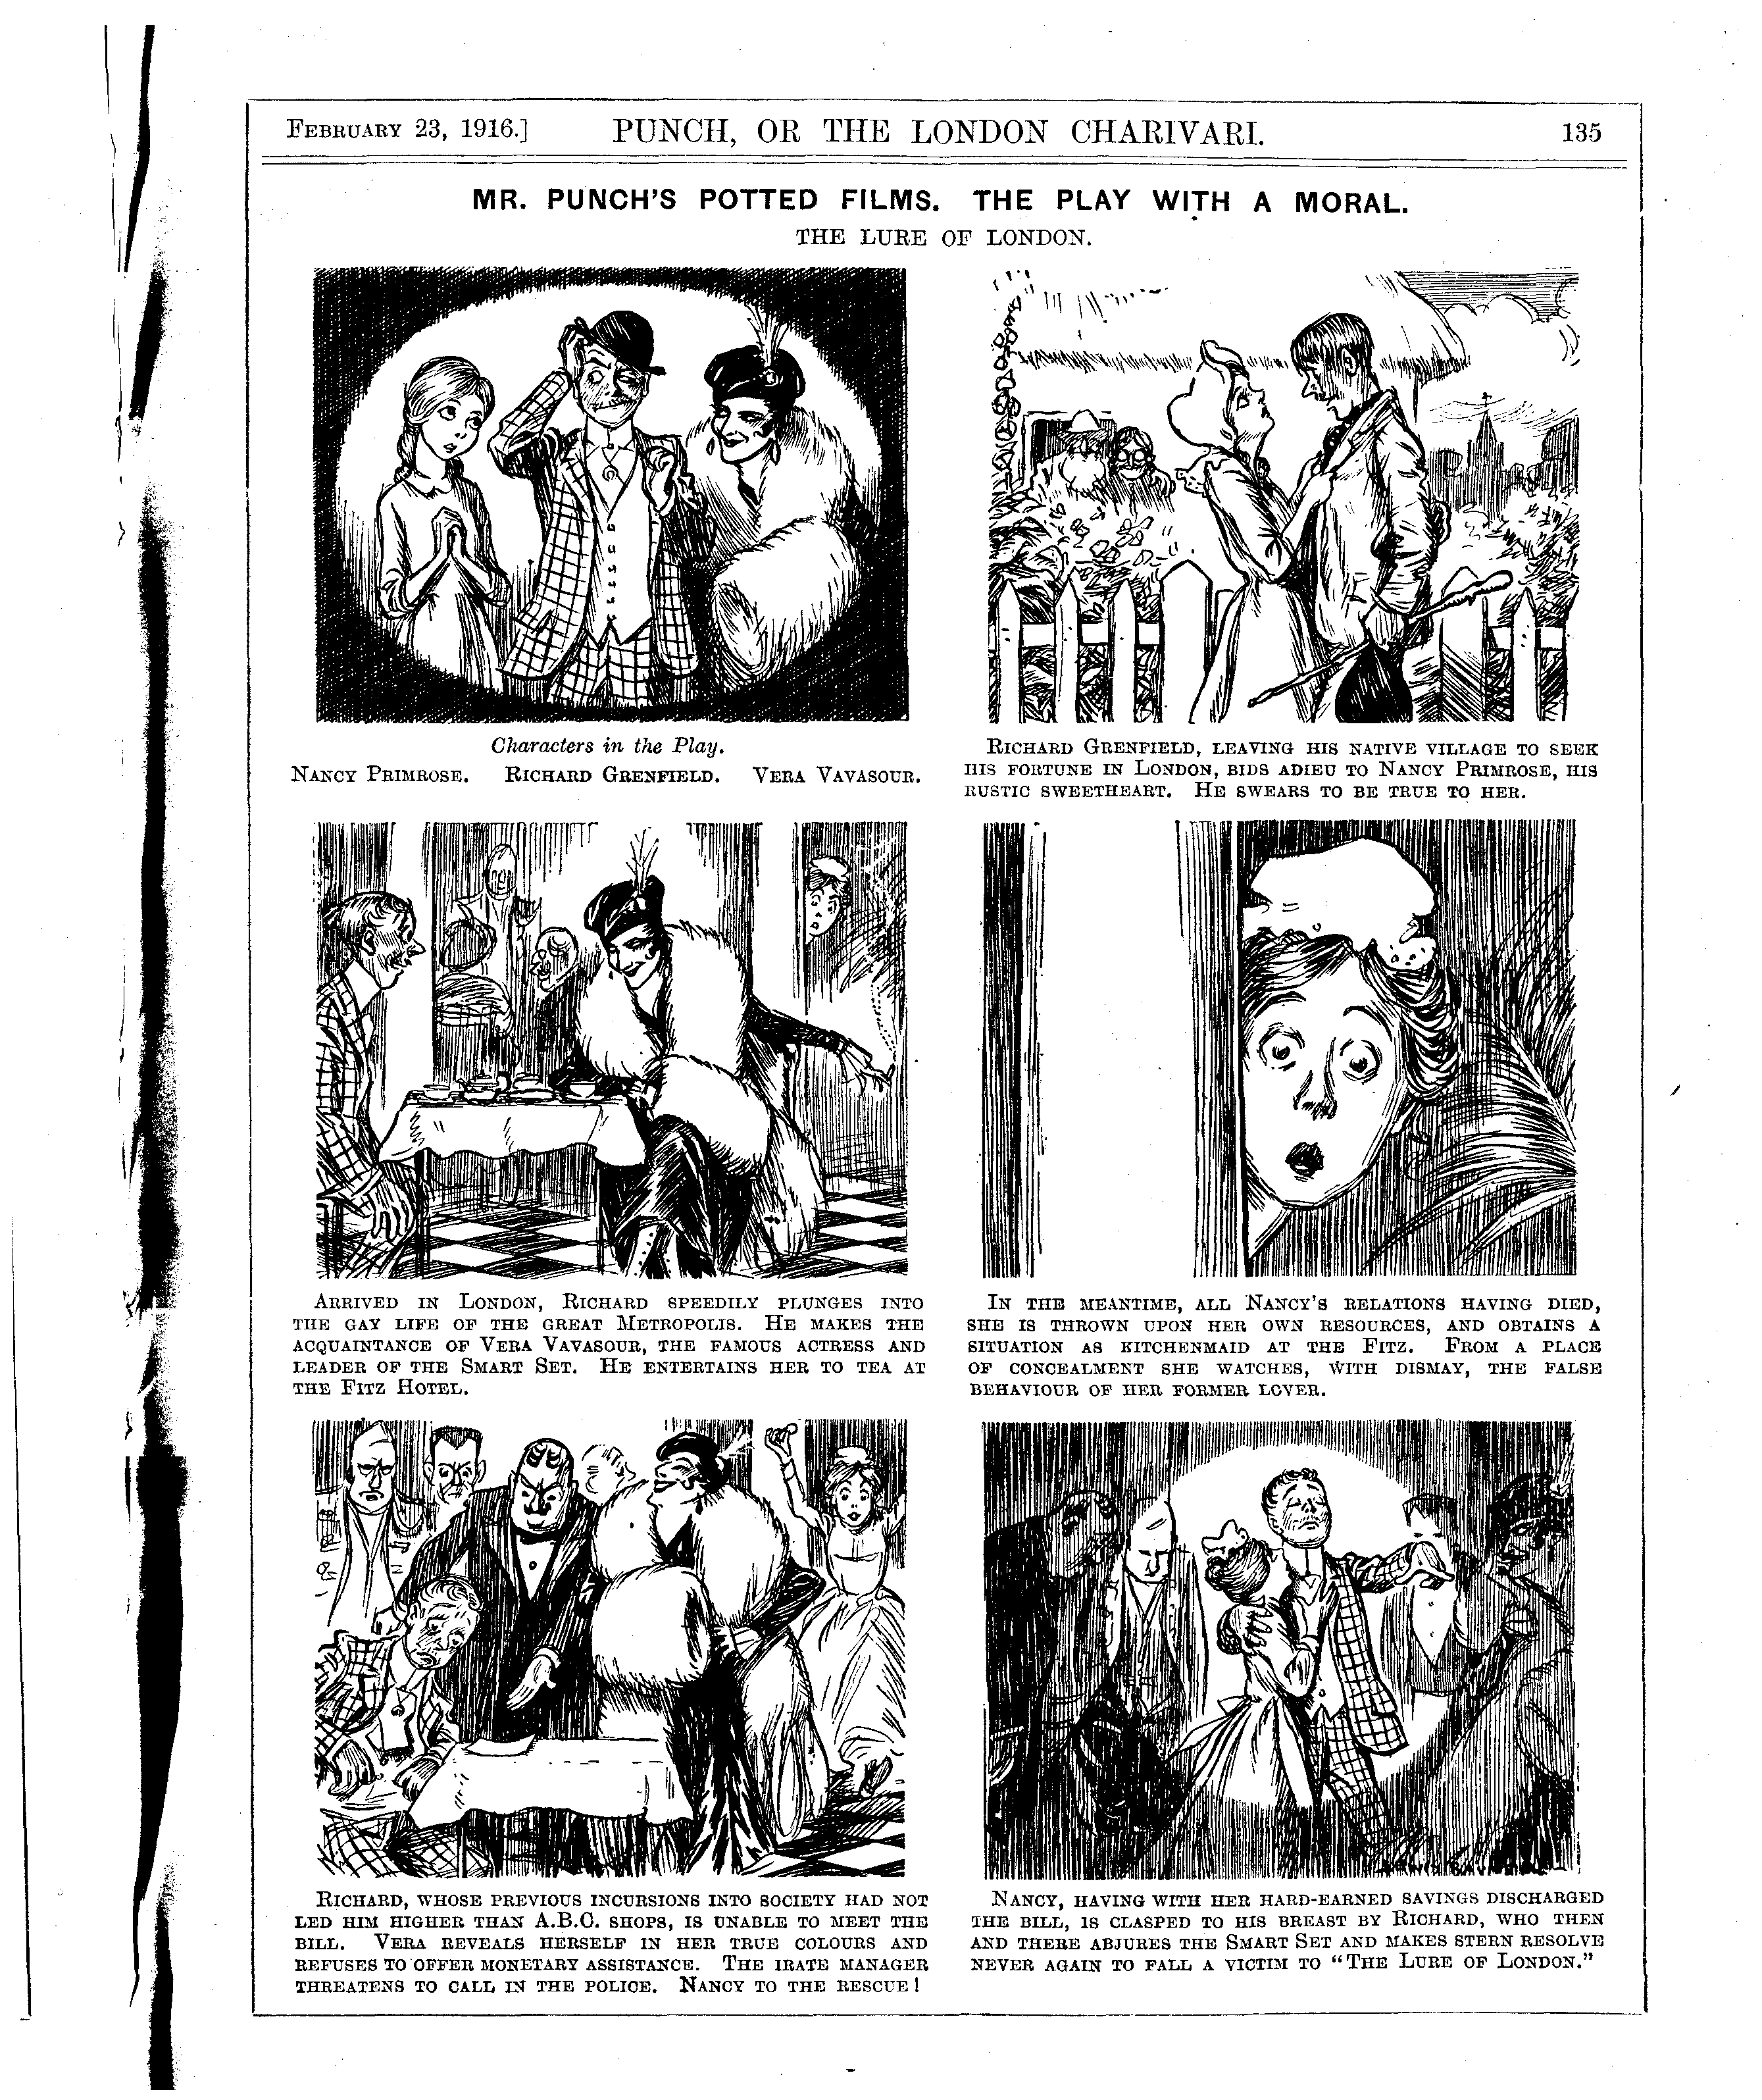 FEBRUARY 23, 1916.] PUNCH, OR THE LONDON CHARIVARI. 135
MR. PUNCH'S POTTED FILMS. THE PLAY WITH A MORAL.
THE LURE OF LONDON.
Characters in the Play.
NANCY PRIMROSE. RICHARD GRENFIELD. VERA VAVASOUR.
RICHARD GRENFIELD, LEAVING HIS NATIVE VILLAGE TO SEEK
HIS FORTUNE IN LONDON, BIDS ADIEU TO NANCY PRIMROSE, HIS
RUSTIC SWEETHEART. HE SWEARS TO BE TRUE TO HER.
ARRIVED IN LONDON, RICHARD SPEEDILY PLUNGES INTO
THE GAY LIFE OF THE GREAT METROPOLIS. HE MAKES THE
ACQUAINTANCE OF VERA VAVASOUR, THE FAMOUS ACTRESS AND
LEADER OF THE SMART SET. HE ENTERTAINS HER TO TEA AT
THE FITZ HOTEL.
IN THE MEANTIME, ALL NANCY'S RELATIONS HAVING DIED,
SHE IS THROWN UPON HER OWN RESOURCES, AND OBTAINS A
SITUATION AS KITCHENMAID AT THE FITZ. FROM A PLACE
OF CONCEALMENT SHE WATCHES, WITH DISMAY, THE FALSE
BEHAVIOUR OF HER FORMER LOVER.
RICHARD, WHOSE PREVIOUS INCURSIONS INTO SOCIETY HAD NOT
LED HIM HIGHER THAN A.B.C. SHOPS, IS UNABLE TO MEET THE
BILL. VERA REVEALS HERSELF IN HER TRUE COLOURS AND
REFUSES TO OFFER MONETARY ASSISTANCE. THE IRATE MANAGER
THREATENS TO CALL IN THE POLICE. NANCY TO THE RESCUE!
NANCY, HAVING WITH HER HARD-EARNED SAVINGS DISCHARGED
THE BILL, IS CLASPED TO HIS BREAST BY RICHARD, WHO THEN
AND THERE ABJURES THE SMART SET AND MAKES STERN RESOLVE
NEVER AGAIN TO FALL A VICTIM TO "THE LURE OF LONDON."